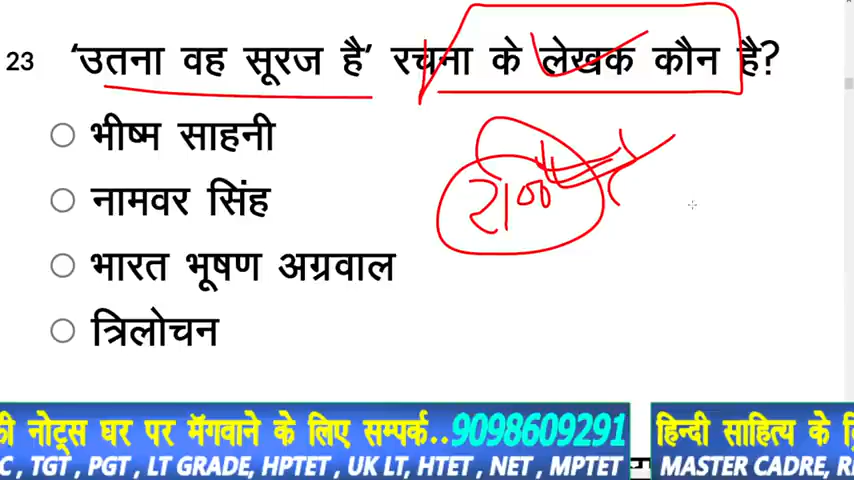 23 'उतना वह सूरज है' रचना के लेखक कौन है?
भीष्म साहनी
नामवर सिंह
भारत भूषण अग्रवाल
त्रिलोचन
की नोट्स घर पर मॅगवाने के लिए सम्पर्क..9098609291 हिन्दी साहित्य के
C , TGT , PGT , LT GRADE, HPTET , UK LT, HTET , NET , MPTET MASTER CADRE,